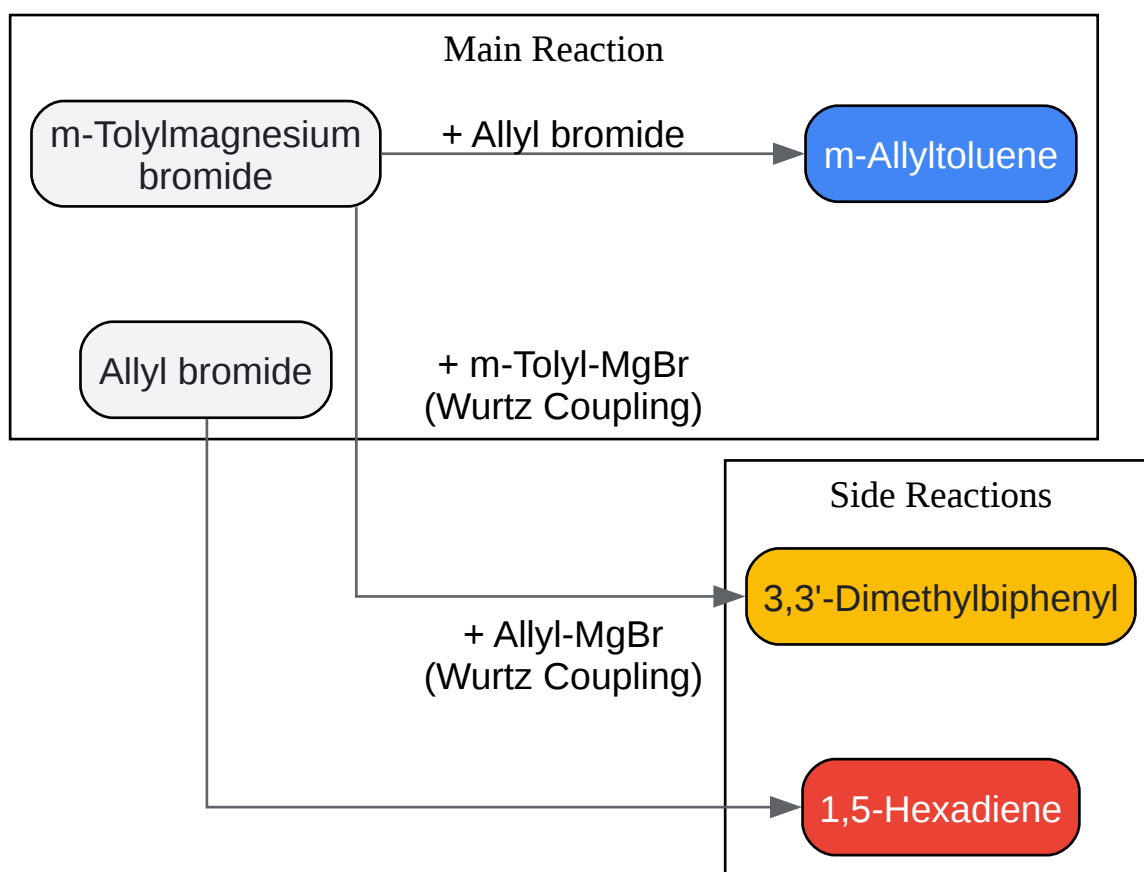 Main Reaction
m-Tolylmagnesium
bromide
+ Allyl bromide
m-Allyltoluene
Allyl bromide
+ m-Tolyl-MgBr
(Wurtz Coupling)
Side Reactions
3,3'-Dimethylbiphenyl
+ Allyl-MgBr
(Wurtz Coupling)
1,5-Hexadiene